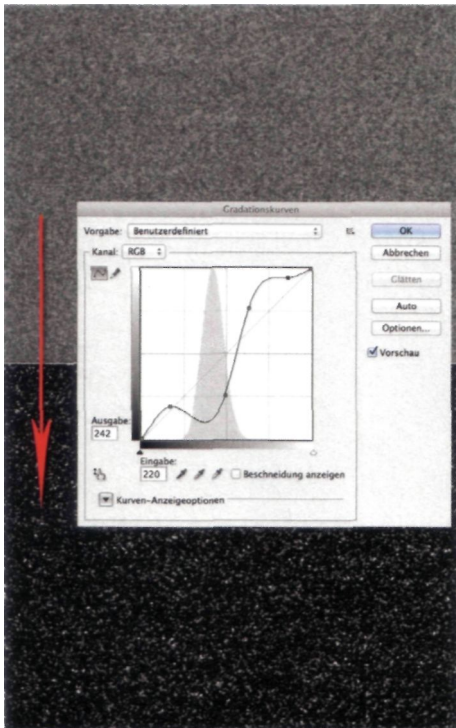 Gradationskurven
Vorgabe: Benutzerdefiniert
OK
Kanal: RGB
Abbrechen
Glätten
Auto
Optionen...
Vorschau
Ausgabe:
242
Eingabe:
220
Beschneidung anzeigen
Kurven-Anzeigeoptionen